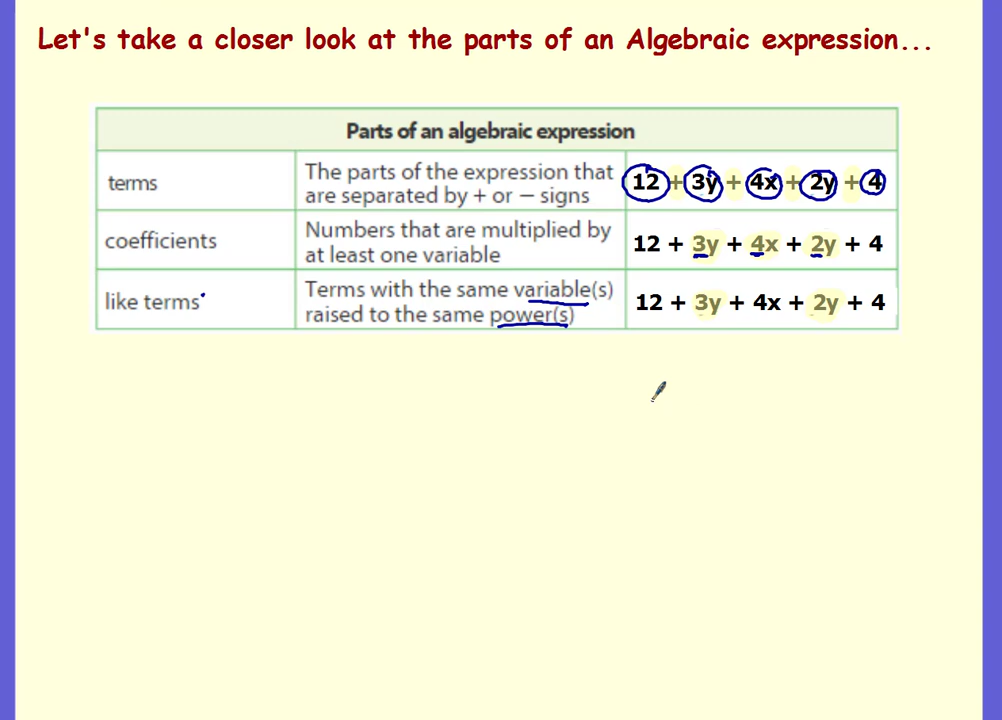 Let's take a closer look at the parts of an Algebraic expression...
Parts of an algebraic expression
terms
The parts of the expression that
are separated by + or − signs
12 + 3y + 4x + 2y + 4
coefficients
Numbers that are multiplied by
at least one variable
12 + 3y + 4x + 2y + 4
like terms
Terms with the same variable(s)
raised to the same power(s)
12 + 3y + 4x + 2y + 4